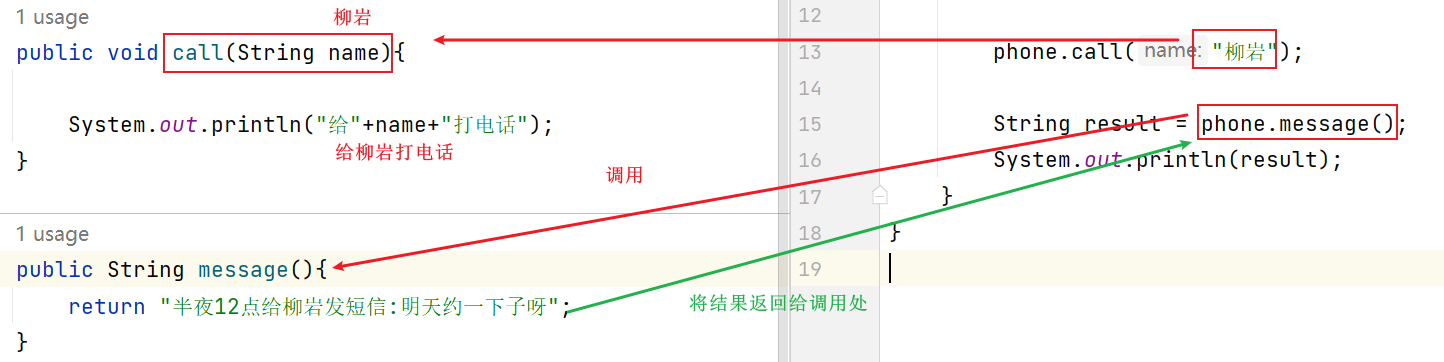 1 usage
柳岩
public void call(String name){
System.out.println("给"+name+"打电话");
给柳岩打电话
}
调用
1 usage
public String message(){
return "半夜12点给柳岩发短信:明天约一下子呀";
}
将结果返回给调用处
12
13 phone.call( name: "柳岩");
14
15 String result = phone.message();
16 System.out.println(result);
17 }
18 }
19